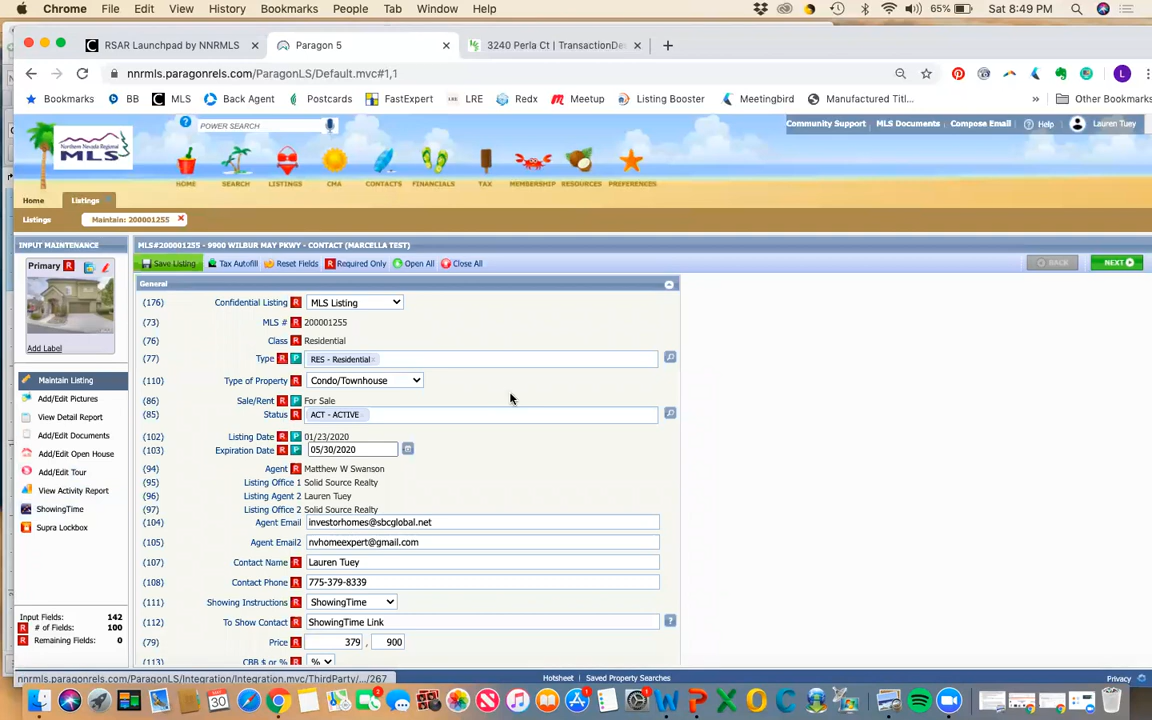 Chrome File Edit View History Bookmarks People Tab Window Help 65% Sat 8:49 PM
RSAR Launchpad by NNRMLS Paragon 5 3240 Perla Ct | TransactionDe
nnrmls.paragonrels.com/ParagonLS/Default.mvc#1,1
Bookmarks BB MLS Back Agent Postcards FastExpert LRE LRE Redx Meetup Listing Booster Meetingbird Manufactured Titl... » Other Bookmarks
Northern Nevada Regional MLS POWER SEARCH Community Support MLS Documents Compose Email Help Lauren Tuey
HOME SEARCH LISTINGS CMA CONTACTS FINANCIALS TAX MEMBERSHIP RESOURCES PREFERENCES
Home Listings
Listings Maintain: 200001255
INPUT MAINTENANCE MLS#200001255 - 9900 WILBUR MAY PKWY - CONTACT (MARCELLA TEST)
Primary R Save Listing Tax Autofill Reset Fields R Required Only Open All Close All BACK NEXT
General
Add Label
Maintain Listing
Add/Edit Pictures
View Detail Report
Add/Edit Documents
Add/Edit Open House
Add/Edit Tour
View Activity Report
ShowingTime
Supra Lockbox
Input Fields: 142
R # of Fields: 100
R Remaining Fields: 0
(176) Confidential Listing R MLS Listing
(73) MLS # R 200001255
(76) Class R Residential
(77) Type R P RES - Residential
(110) Type of Property R Condo/Townhouse
(86) Sale/Rent R P For Sale
(85) Status R P ACT - ACTIVE
(102) Listing Date R P 01/23/2020
(103) Expiration Date R P 05/30/2020
(94) Agent R Matthew W Swanson
(95) Listing Office 1 Solid Source Realty
(96) Listing Agent 2 Lauren Tuey
(97) Listing Office 2 Solid Source Realty
(104) Agent Email investorhomes@sbcglobal.net
(105) Agent Email2 nvhomeexpert@gmail.com
(107) Contact Name R Lauren Tuey
(108) Contact Phone R 775-379-8339
(111) Showing Instructions R ShowingTime
(112) To Show Contact R ShowingTime Link
(79) Price R 379 , 900
(113) CBB $ or % R %
nnrmls.paragonrels.com/ParagonLS/Integration/Integration.mvc/ThirdParty/.../267 Hotsheet Saved Property Searches Privacy